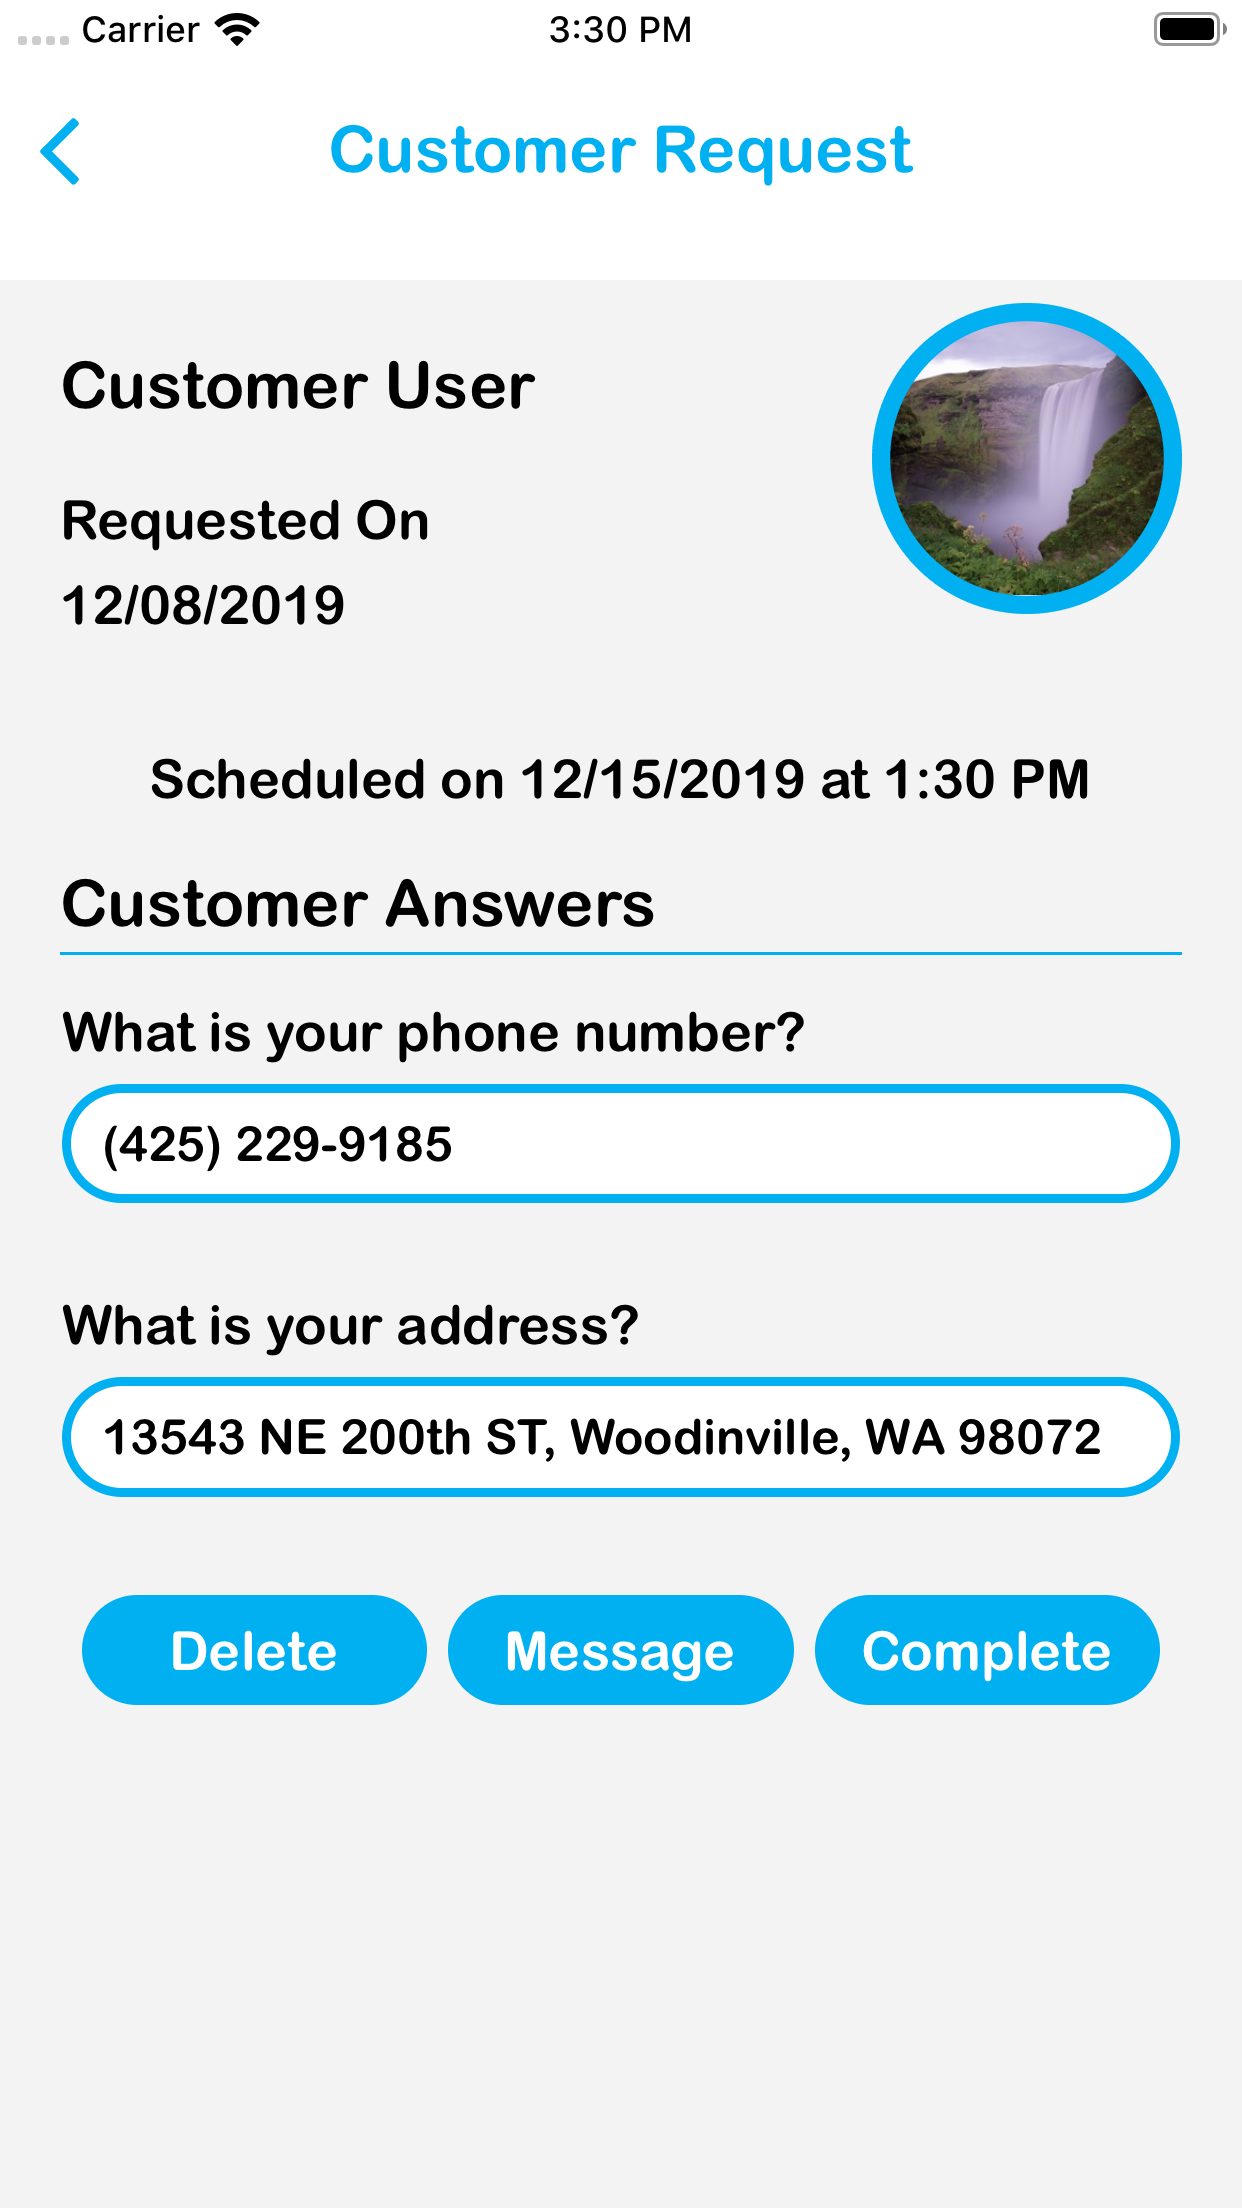 Carrier 3:30 PM
Customer Request
Customer User
Requested On
12/08/2019
Scheduled on 12/15/2019 at 1:30 PM
Customer Answers
What is your phone number?
(425) 229-9185
What is your address?
13543 NE 200th ST, Woodinville, WA 98072
Delete Message Complete